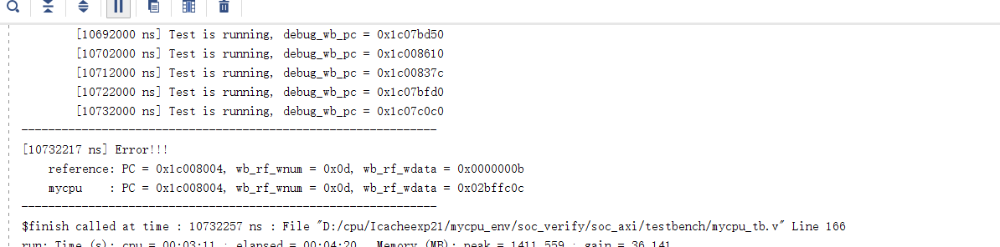 [10692000 ns] Test is running, debug_wb_pc = 0x1c07bd50
[10702000 ns] Test is running, debug_wb_pc = 0x1c008610
[10712000 ns] Test is running, debug_wb_pc = 0x1c00837c
[10722000 ns] Test is running, debug_wb_pc = 0x1c07bfd0
[10732000 ns] Test is running, debug_wb_pc = 0x1c07c0c0
--------------------------------------------------------------
[10732217 ns] Error!!!
reference: PC = 0x1c008004, wb_rf_wnum = 0x0d, wb_rf_wdata = 0x0000000b
mycpu    : PC = 0x1c008004, wb_rf_wnum = 0x0d, wb_rf_wdata = 0x02bffc0c
--------------------------------------------------------------
$finish called at time : 10732257 ns : File "D:/cpu/Icacheexp21/mycpu_env/soc_verify/soc_axi/testbench/mycpu_tb.v" Line 166
run: Time (s): cpu = 00:03:11 ; elapsed = 00:04:20 . Memory (MB): peak = 1411.559 ; gain = 36.141